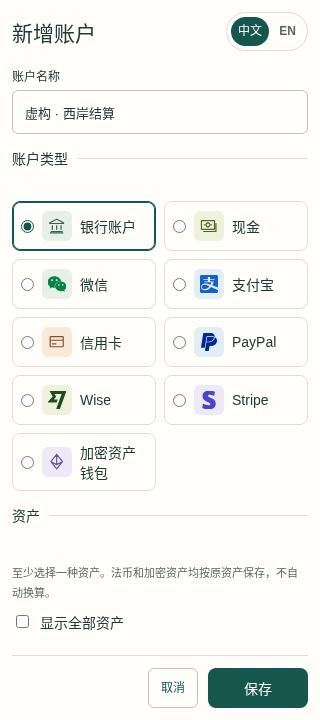 新增账户
中文 EN
账户名称
虚构 · 西岸结算
账户类型
银行账户
现金
微信
支付宝
信用卡
PayPal
Wise
Stripe
加密资产
钱包
资产
至少选择一种资产。法币和加密资产均按原资产保存，不自
动换算。
显示全部资产
取消
保存